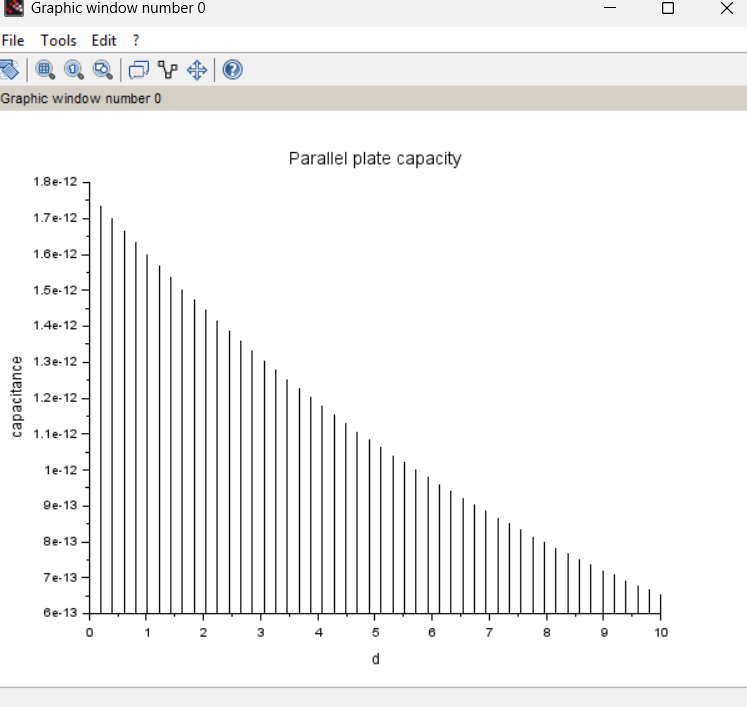 Graphic window number 0
File Tools Edit ?
Graphic window number 0
Parallel plate capacity
1.8e-12
1.7e-12
1.6e-12
1.5e-12
1.4e-12
1.3e-12
1.2e-12
1.1e-12
1e-12
9e-13
8e-13
7e-13
6e-13
capacitance
0 1 2 3 4 5 6 7 8 9 10
d